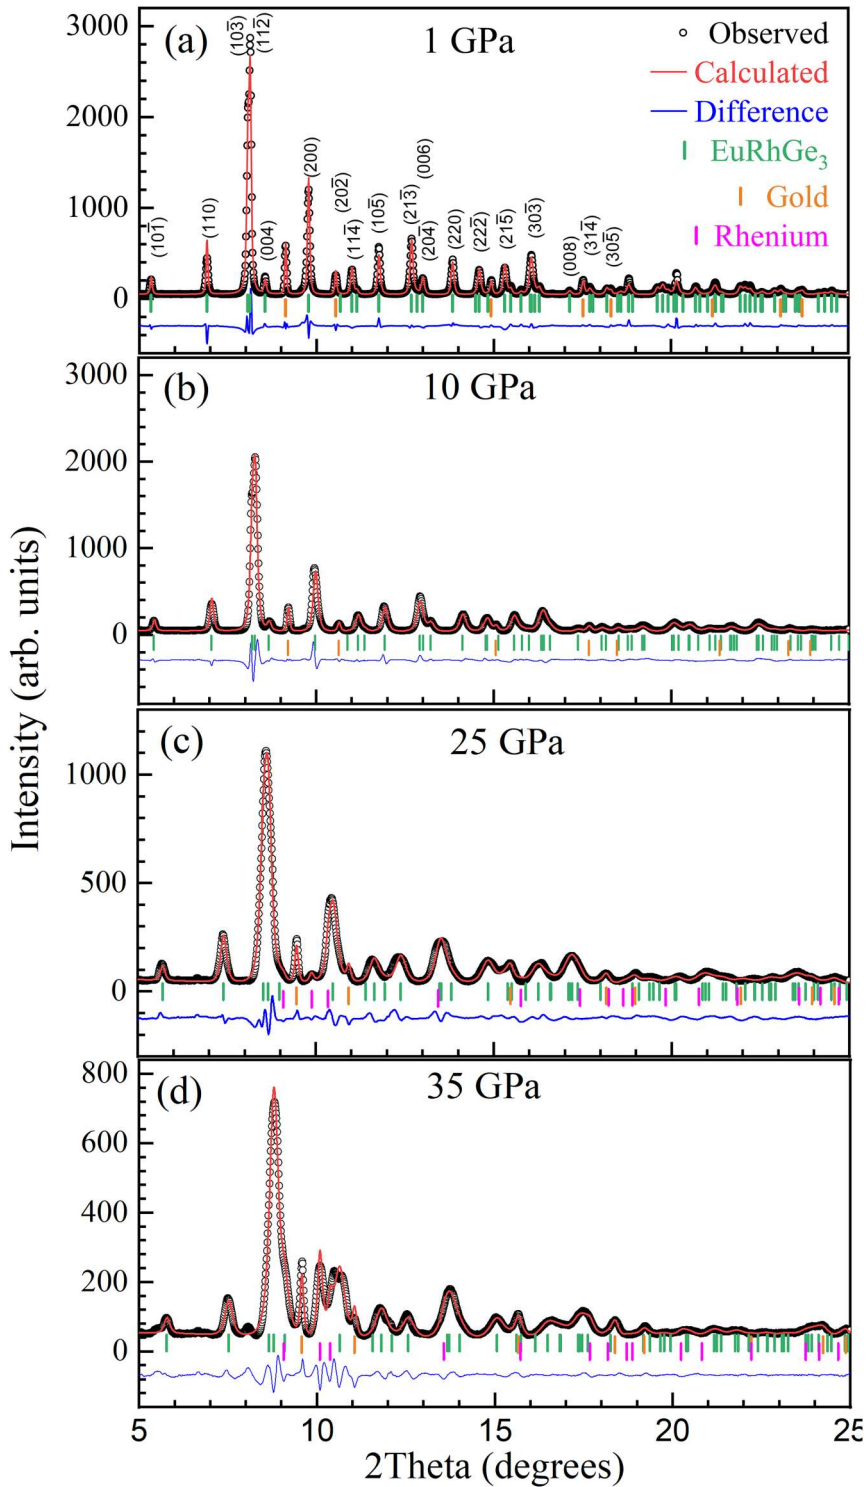 (a)
1 GPa
Observed
Calculated
Difference
EuRhGe₃
Gold
Rhenium
(101̅)
(110)
(103̅)
(112̅)
(004)
(200)
(202̅)
(114̅)
(105̅)
(213̅)
(006)
(204̅)
(220)
(222̅)
(215̅)
(303̅)
(008)
(314̅)
(305̅)
3000
2000
1000
0
(b)
10 GPa
3000
2000
1000
0
(c)
25 GPa
1000
500
0
(d)
35 GPa
800
600
400
200
0
5
10
15
20
25
Intensity (arb. units)
2Theta (degrees)